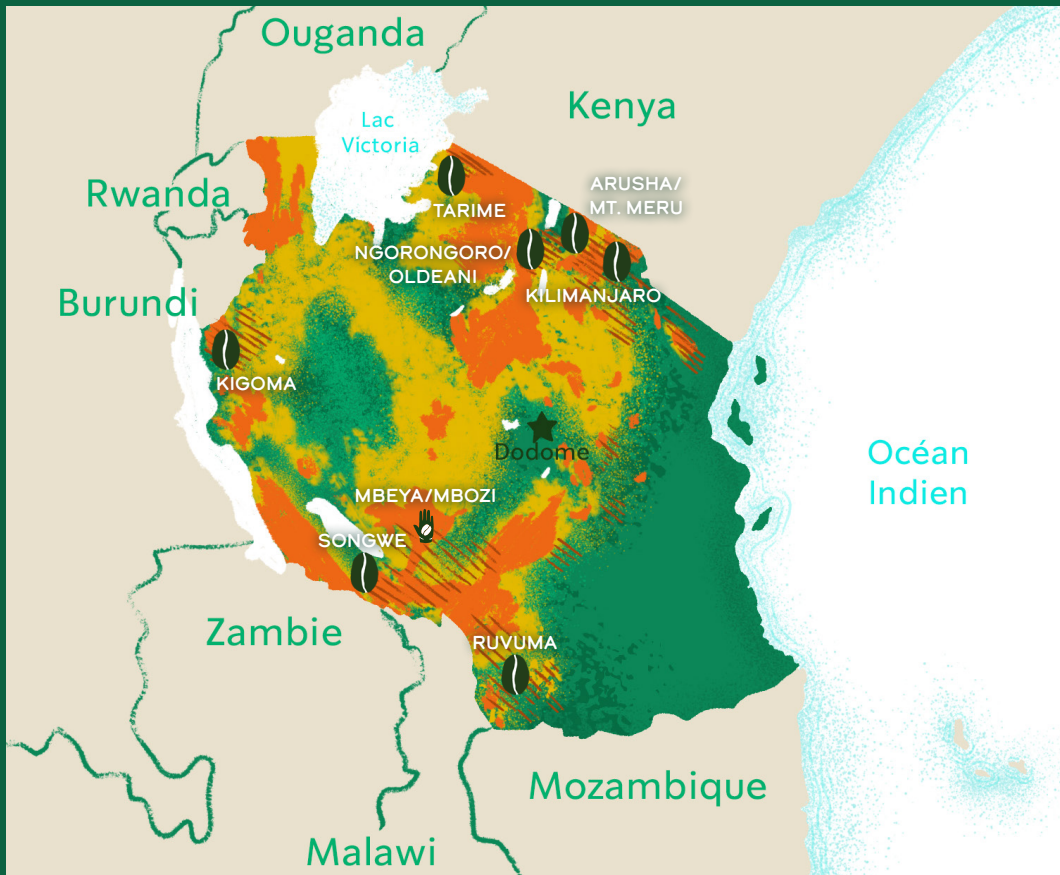 Ouganda
Lac
Victoria
Kenya
Rwanda
ARUSHA/
MT. MERU
TARIME
NGORONGORO/
OLDEANI
KILIMANJARO
Burundi
KIGOMA
Dodome
Océan
Indien
MBEYA/MBOZI
SONGWE
Zambie
RUVUMA
Mozambique
Malawi